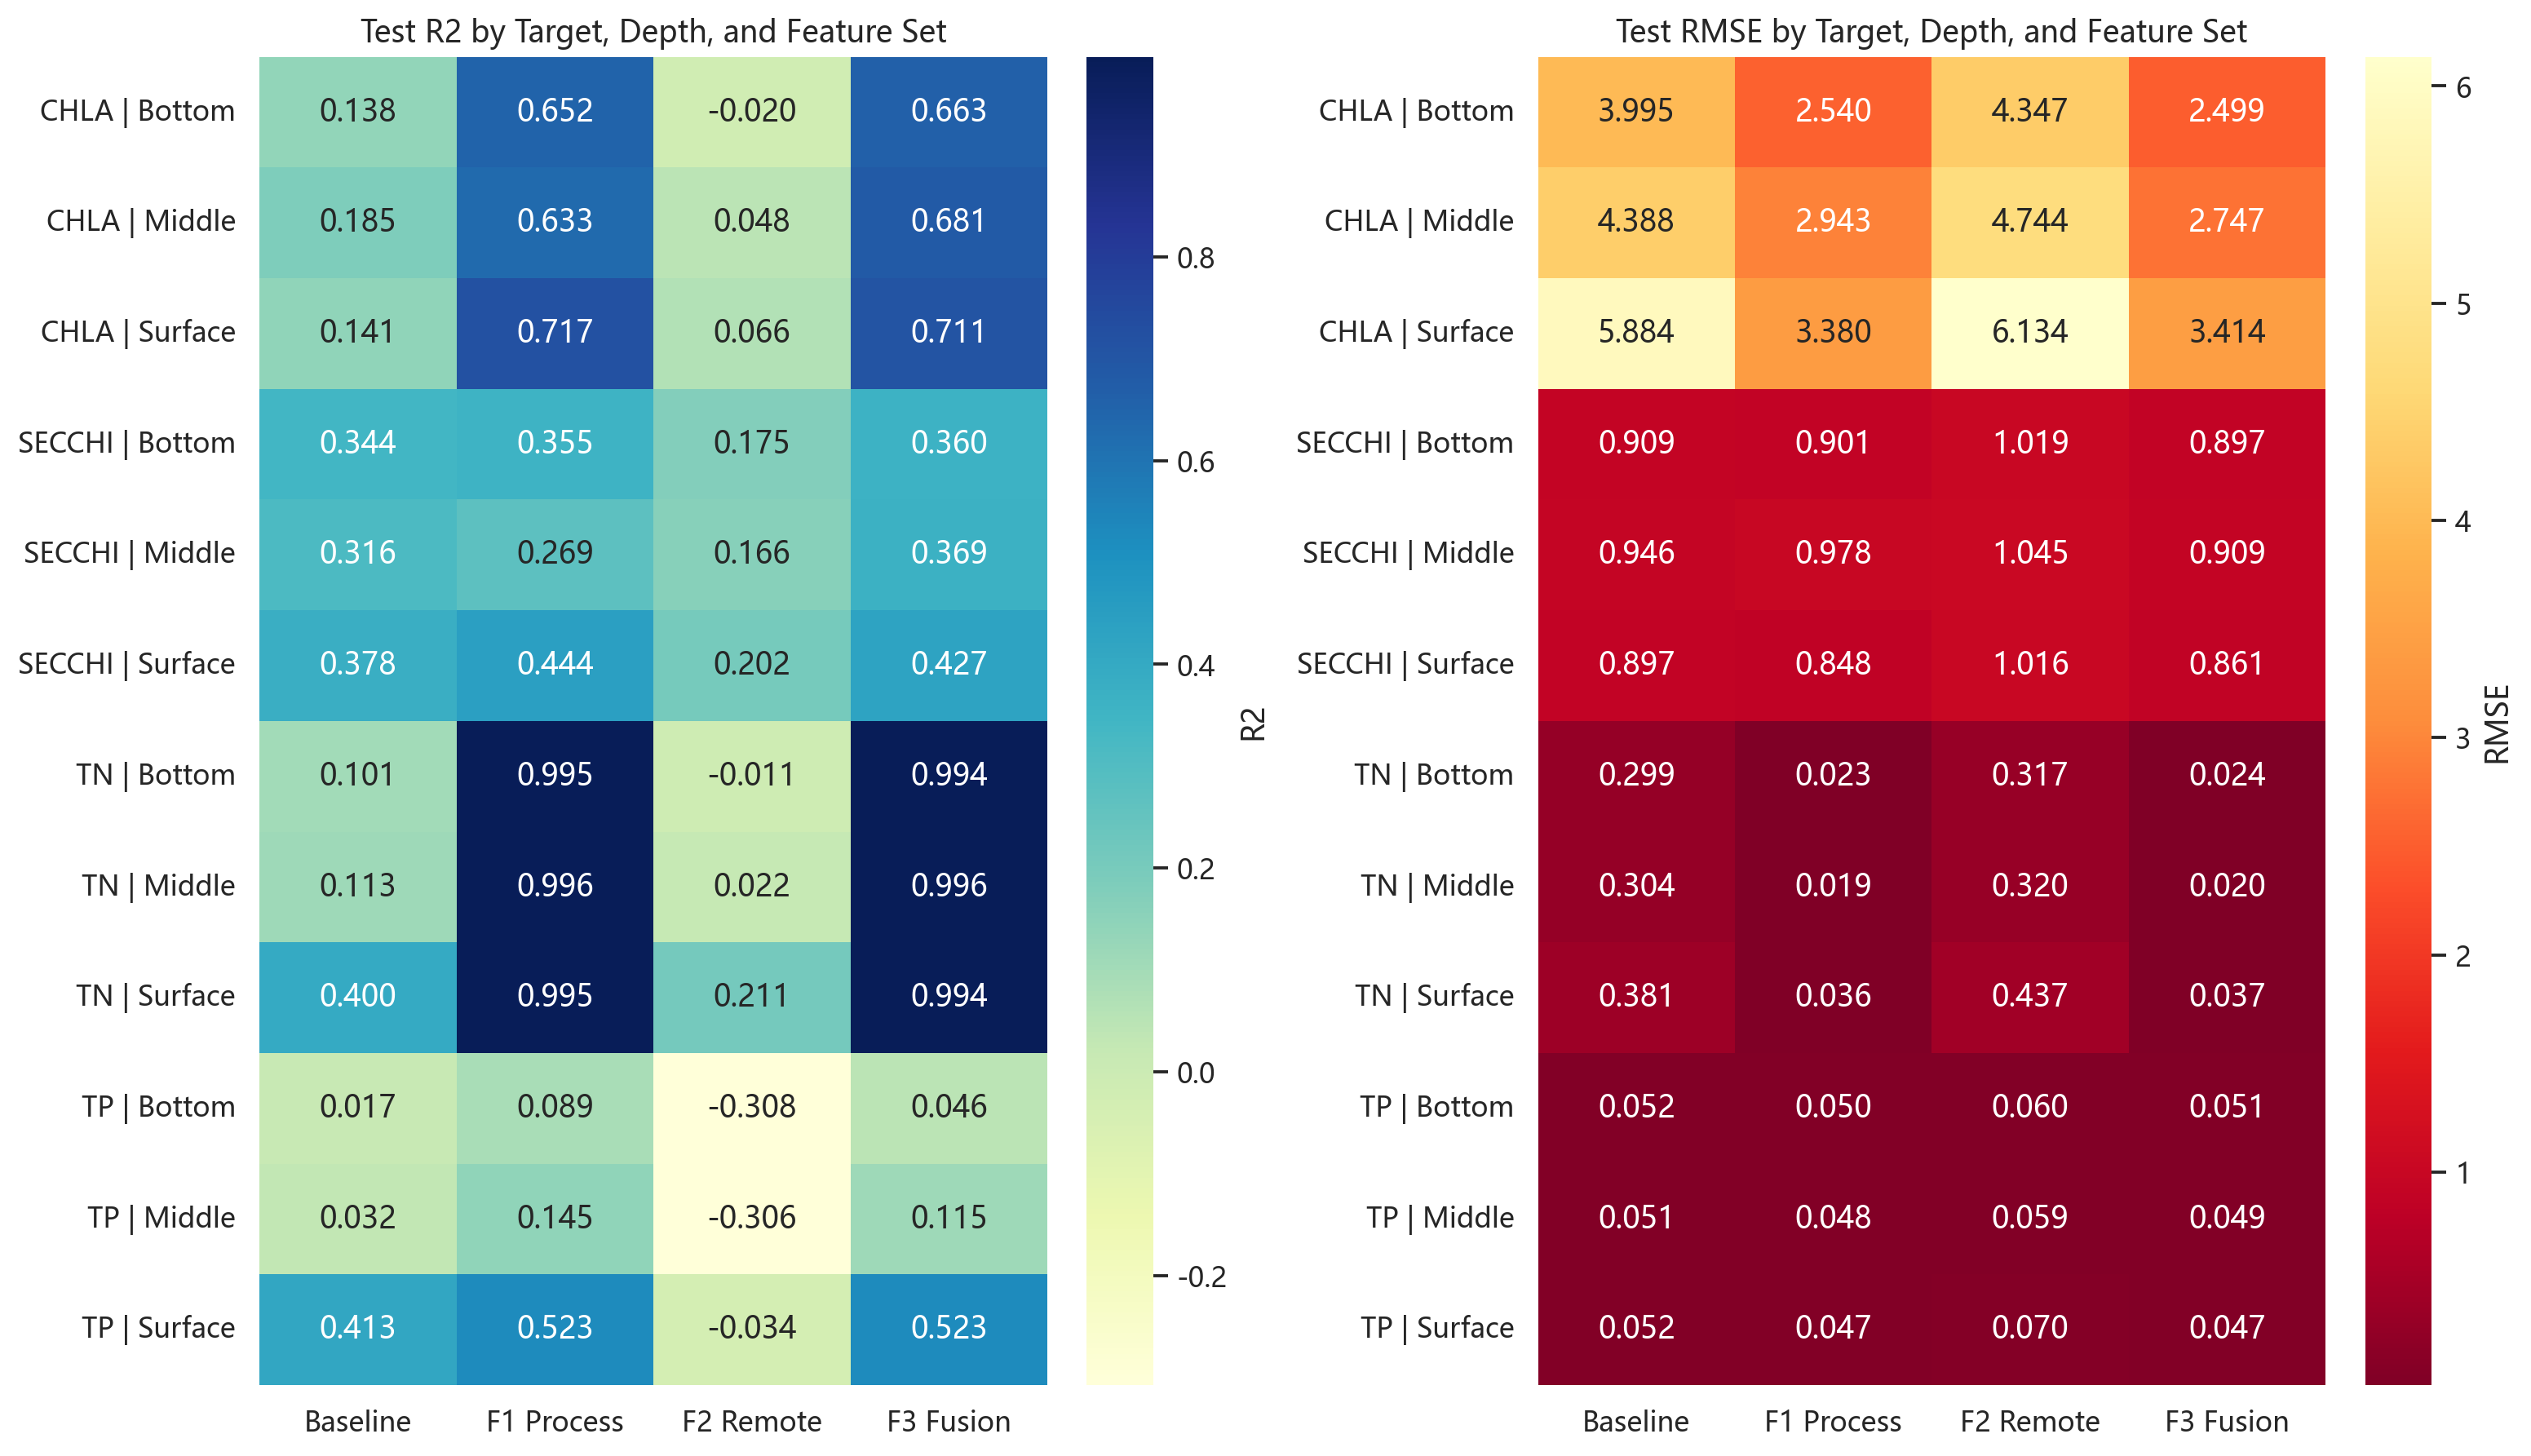 Test R2 by Target, Depth, and Feature Set
CHLA | Bottom 0.138 0.652 -0.020 0.663
CHLA | Middle 0.185 0.633 0.048 0.681
CHLA | Surface 0.141 0.717 0.066 0.711
SECCHI | Bottom 0.344 0.355 0.175 0.360
SECCHI | Middle 0.316 0.269 0.166 0.369
SECCHI | Surface 0.378 0.444 0.202 0.427
TN | Bottom 0.101 0.995 -0.011 0.994
TN | Middle 0.113 0.996 0.022 0.996
TN | Surface 0.400 0.995 0.211 0.994
TP | Bottom 0.017 0.089 -0.308 0.046
TP | Middle 0.032 0.145 -0.306 0.115
TP | Surface 0.413 0.523 -0.034 0.523
Baseline F1 Process F2 Remote F3 Fusion
0.8
0.6
0.4
0.2
0.0
-0.2
R2
Test RMSE by Target, Depth, and Feature Set
CHLA | Bottom 3.995 2.540 4.347 2.499
CHLA | Middle 4.388 2.943 4.744 2.747
CHLA | Surface 5.884 3.380 6.134 3.414
SECCHI | Bottom 0.909 0.901 1.019 0.897
SECCHI | Middle 0.946 0.978 1.045 0.909
SECCHI | Surface 0.897 0.848 1.016 0.861
TN | Bottom 0.299 0.023 0.317 0.024
TN | Middle 0.304 0.019 0.320 0.020
TN | Surface 0.381 0.036 0.437 0.037
TP | Bottom 0.052 0.050 0.060 0.051
TP | Middle 0.051 0.048 0.059 0.049
TP | Surface 0.052 0.047 0.070 0.047
Baseline F1 Process F2 Remote F3 Fusion
6
5
4
3
2
1
RMSE